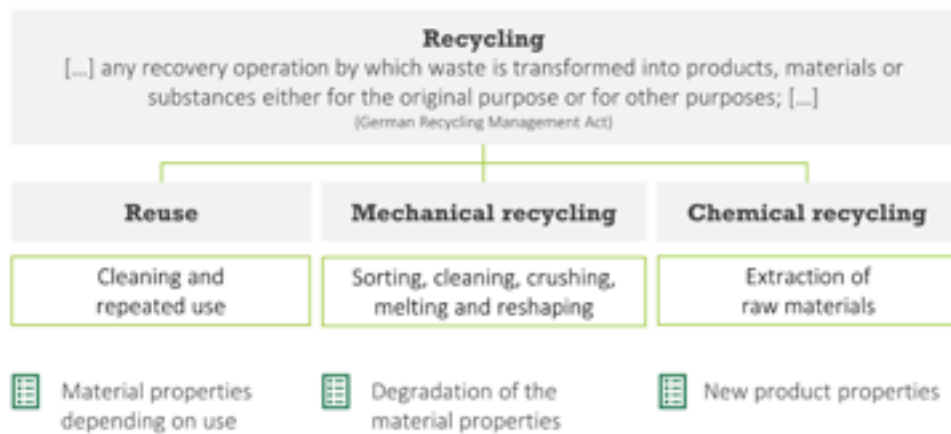 Recycling
[...] any recovery operation by which waste is transformed into products, materials or
substances either for the original purpose or for other purposes; [...]
(German Recycling Management Act)
Reuse
Mechanical recycling
Chemical recycling
Cleaning and
repeated use
Sorting, cleaning, crushing,
melting and reshaping
Extraction of
raw materials
Material properties
depending on use
Degradation of the
material properties
New product properties